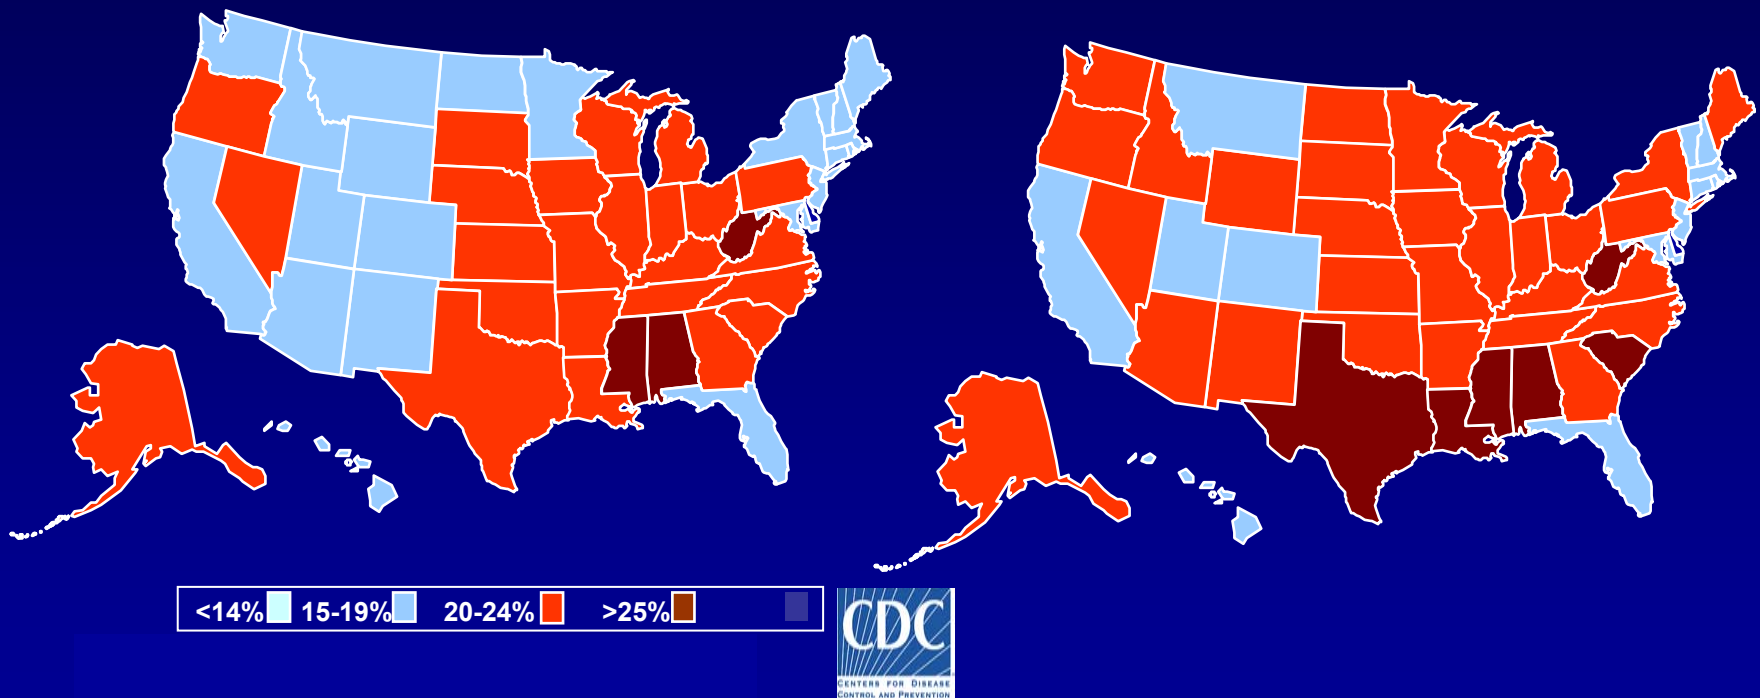 <14% 15-19% 20-24% >25%
CDC
CENTERS FOR DISEASE
CONTROL AND PREVENTION